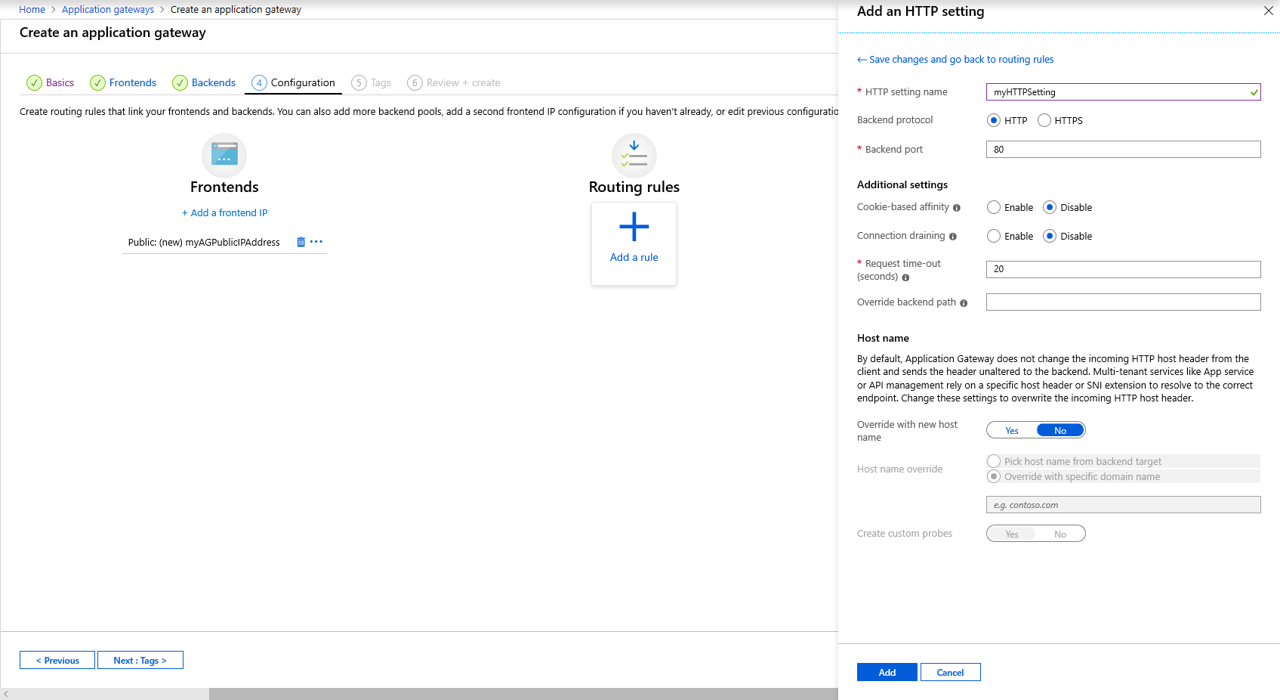 Home > Application gateways > Create an application gateway
Create an application gateway
Basics Frontends Backends 4 Configuration 5 Tags 6 Review + create
Create routing rules that link your frontends and backends. You can also add more backend pools, add a second frontend IP configuration if you haven't already, or edit previous configuratio
Frontends
+ Add a frontend IP
Public: (new) myAGPublicIPAddress
Routing rules
Add a rule
< Previous
Next : Tags >
Add an HTTP setting
← Save changes and go back to routing rules
* HTTP setting name myHTTPSetting
Backend protocol HTTP HTTPS
* Backend port 80
Additional settings
Cookie-based affinity Enable Disable
Connection draining Enable Disable
* Request time-out
(seconds) 20
Override backend path
Host name
By default, Application Gateway does not change the incoming HTTP host header from the
client and sends the header unaltered to the backend. Multi-tenant services like App service
or API management rely on a specific host header or SNI extension to resolve to the correct
endpoint. Change these settings to overwrite the incoming HTTP host header.
Override with new host
name Yes No
Host name override
Pick host name from backend target
Override with specific domain name
e.g. contoso.com
Create custom probes Yes No
Add Cancel